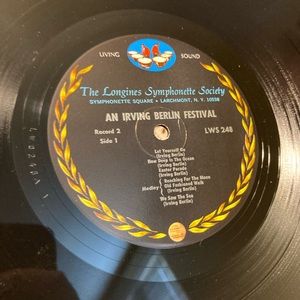 LIVING SOUND
The Longines Symphonette Society
SYMPHONETTE SQUARE • LARCHMONT, N. Y. 10538
AN IRVING BERLIN FESTIVAL
Record 2
LWS 248
Side 1
Let Yourself Go
(Irving Berlin)
How Deep Is The Ocean
(Irving Berlin)
Easter Parade
(Irving Berlin)
Medley
Reaching For The Moon
Old Fashioned Walk
(Irving Berlin)
We Saw The Sea
(Irving Berlin)